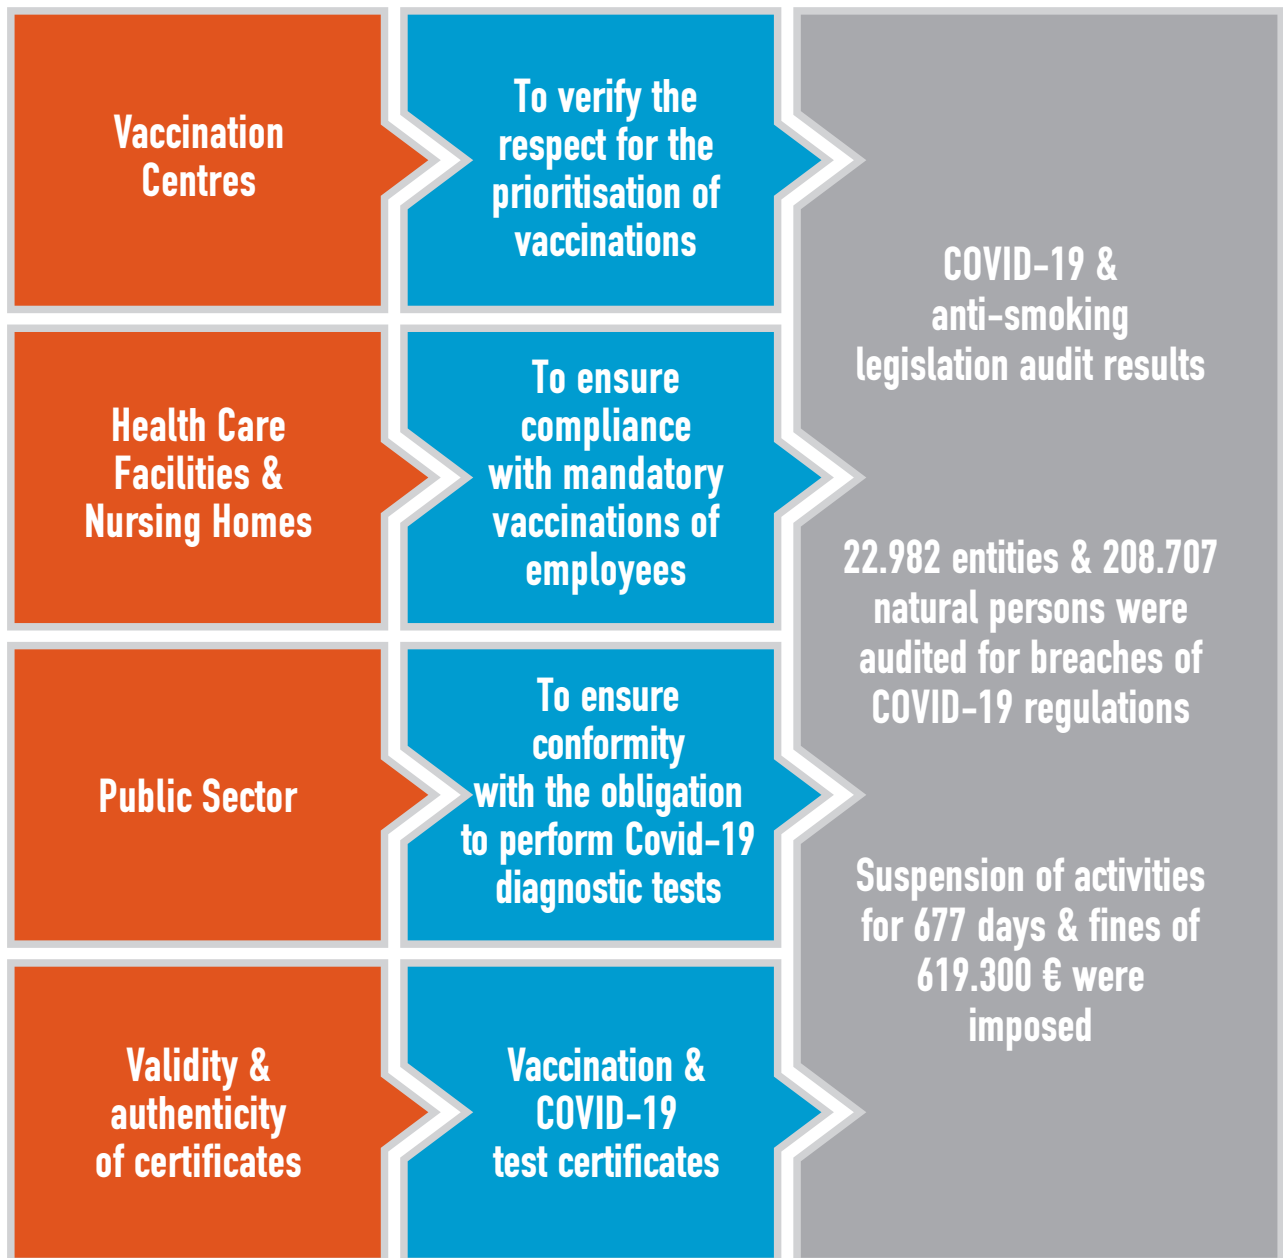 Vaccination
Centres
To verify the
respect for the
prioritisation of
vaccinations
Health Care
Facilities &
Nursing Homes
To ensure
compliance
with mandatory
vaccinations of
employees
Public Sector
To ensure
conformity
with the obligation
to perform Covid-19
diagnostic tests
Validity &
authenticity
of certificates
Vaccination &
COVID-19
test certificates
COVID-19 &
anti-smoking
legislation audit results
22.982 entities & 208.707
natural persons were
audited for breaches of
COVID-19 regulations
Suspension of activities
for 677 days & fines of
619.300 € were
imposed